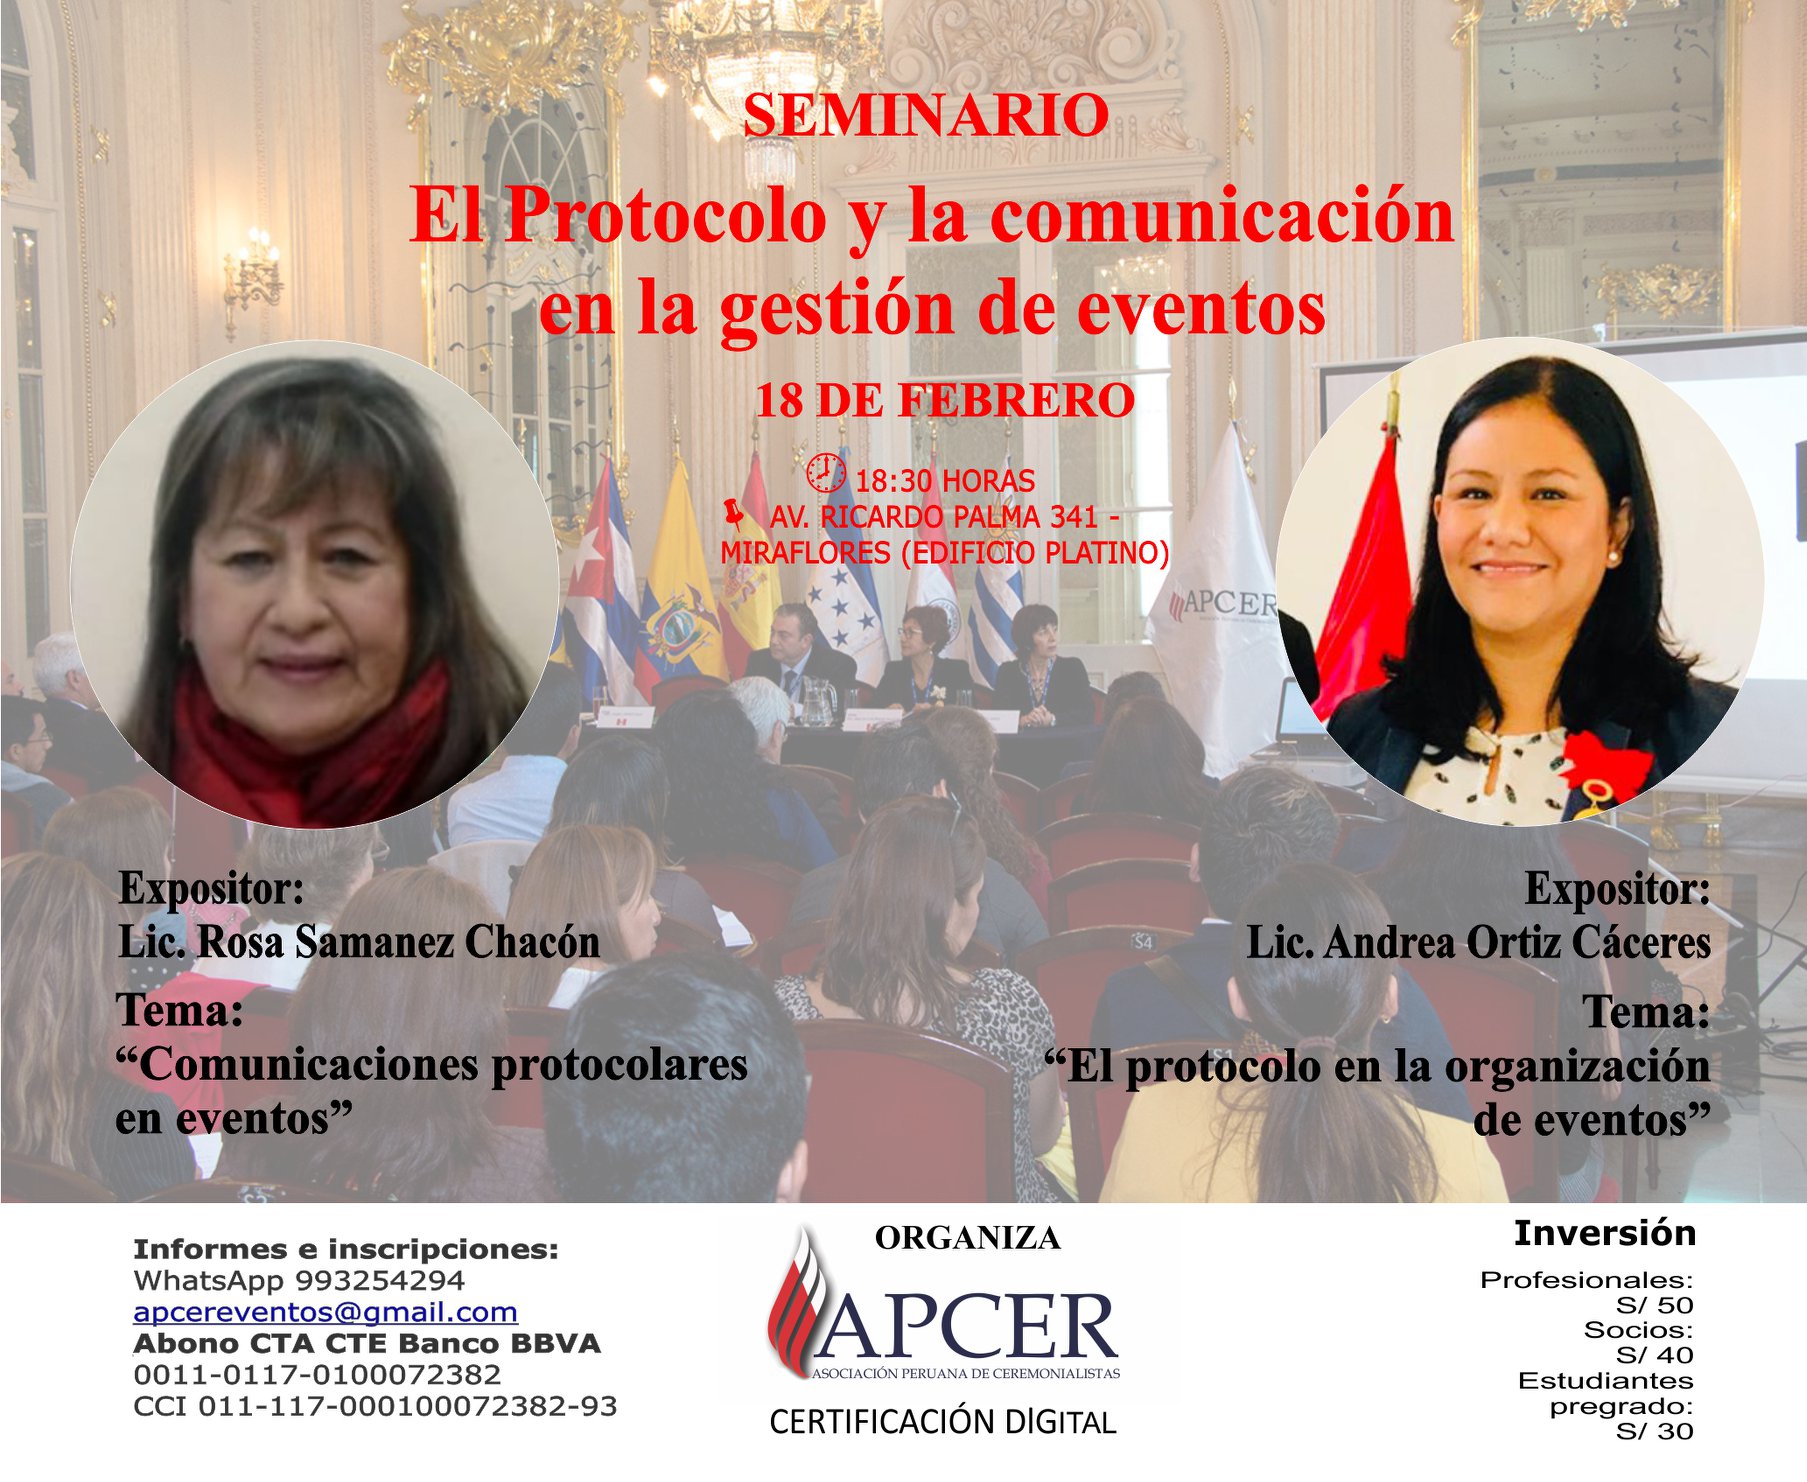 SEMINARIO
El Protocolo y la comunicación
en la gestión de eventos
18 DE FEBRERO
18:30 HORAS
AV. RICARDO PALMA 341 -
MIRAFLORES (EDIFICIO PLATINO)
APCER
Expositor:
Lic. Rosa Samanez Chacón
Tema:
“Comunicaciones protocolares
en eventos”
Expositor:
Lic. Andrea Ortiz Cáceres
Tema:
“El protocolo en la organización
de eventos”
S4
S1
Informes e inscripciones:
WhatsApp 993254294
apcereventos@gmail.com
Abono CTA CTE Banco BBVA
0011-0117-0100072382
CCI 011-117-000100072382-93
ORGANIZA
APCER
ASOCIACIÓN PERUANA DE CEREMONIALISTAS
CERTIFICACIÓN DIGITAL
Inversión
Profesionales:
S/ 50
Socios:
S/ 40
Estudiantes
pregrado:
S/ 30